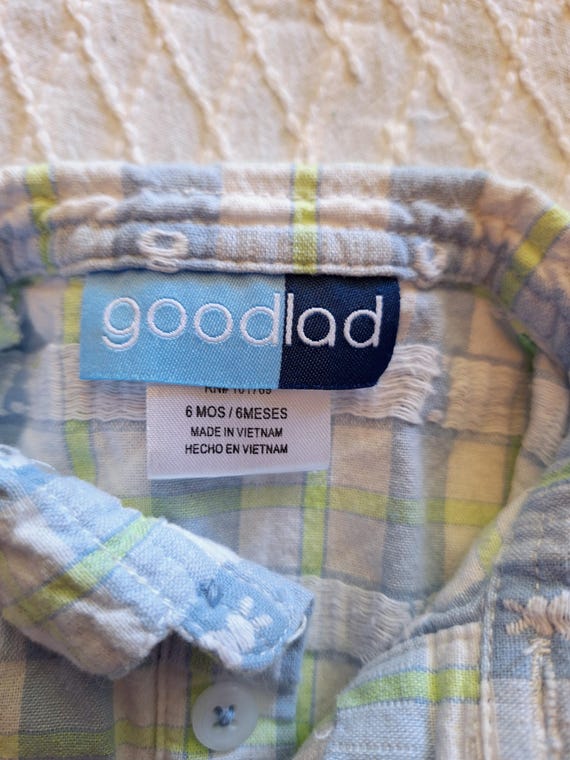 goodlad
6 MOS / 6MESES
MADE IN VIETNAM
HECHO EN VIETNAM